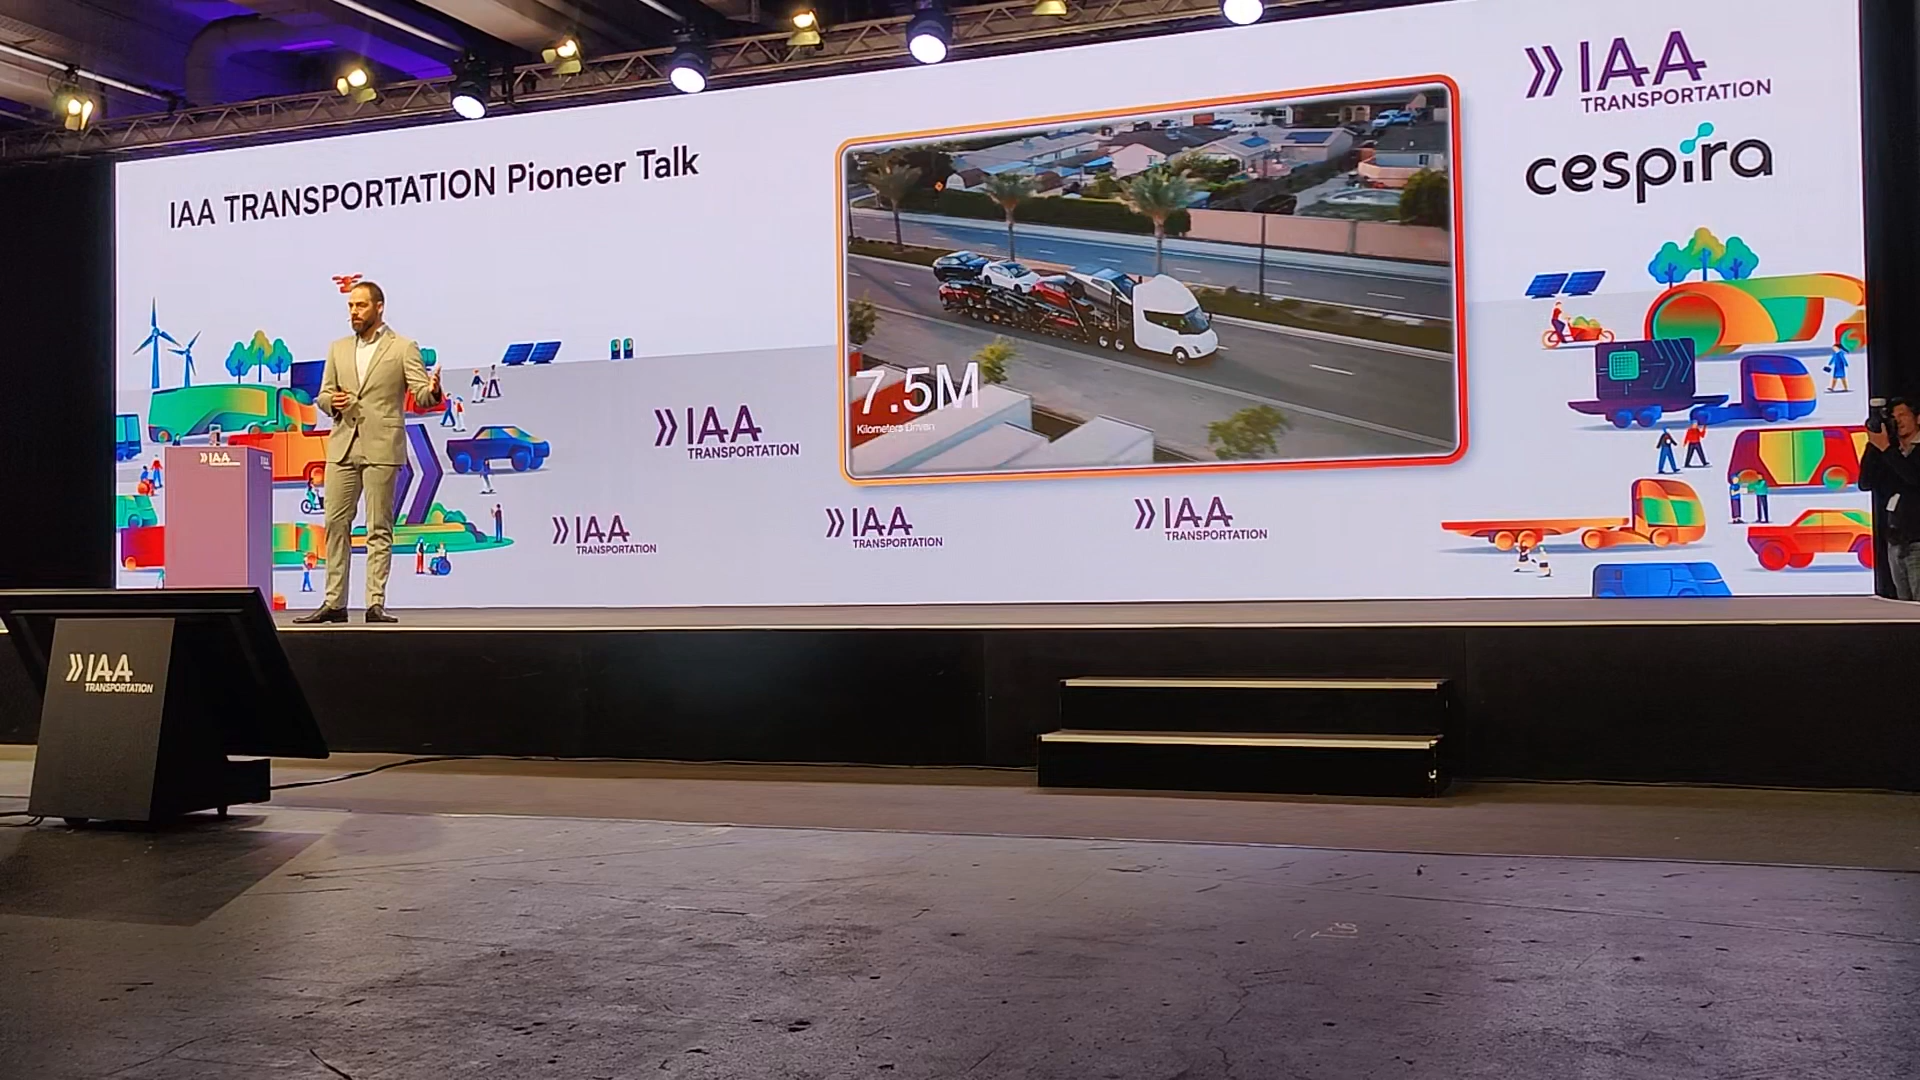 IAA TRANSPORTATION Pioneer Talk
IAA
TRANSPORTATION
cespira
7.5M
Kilometers Driven
IAA
TRANSPORTATION
IAA
IAA
TRANSPORTATION
IAA
TRANSPORTATION
IAA
TRANSPORTATION
IAA
TRANSPORTATION